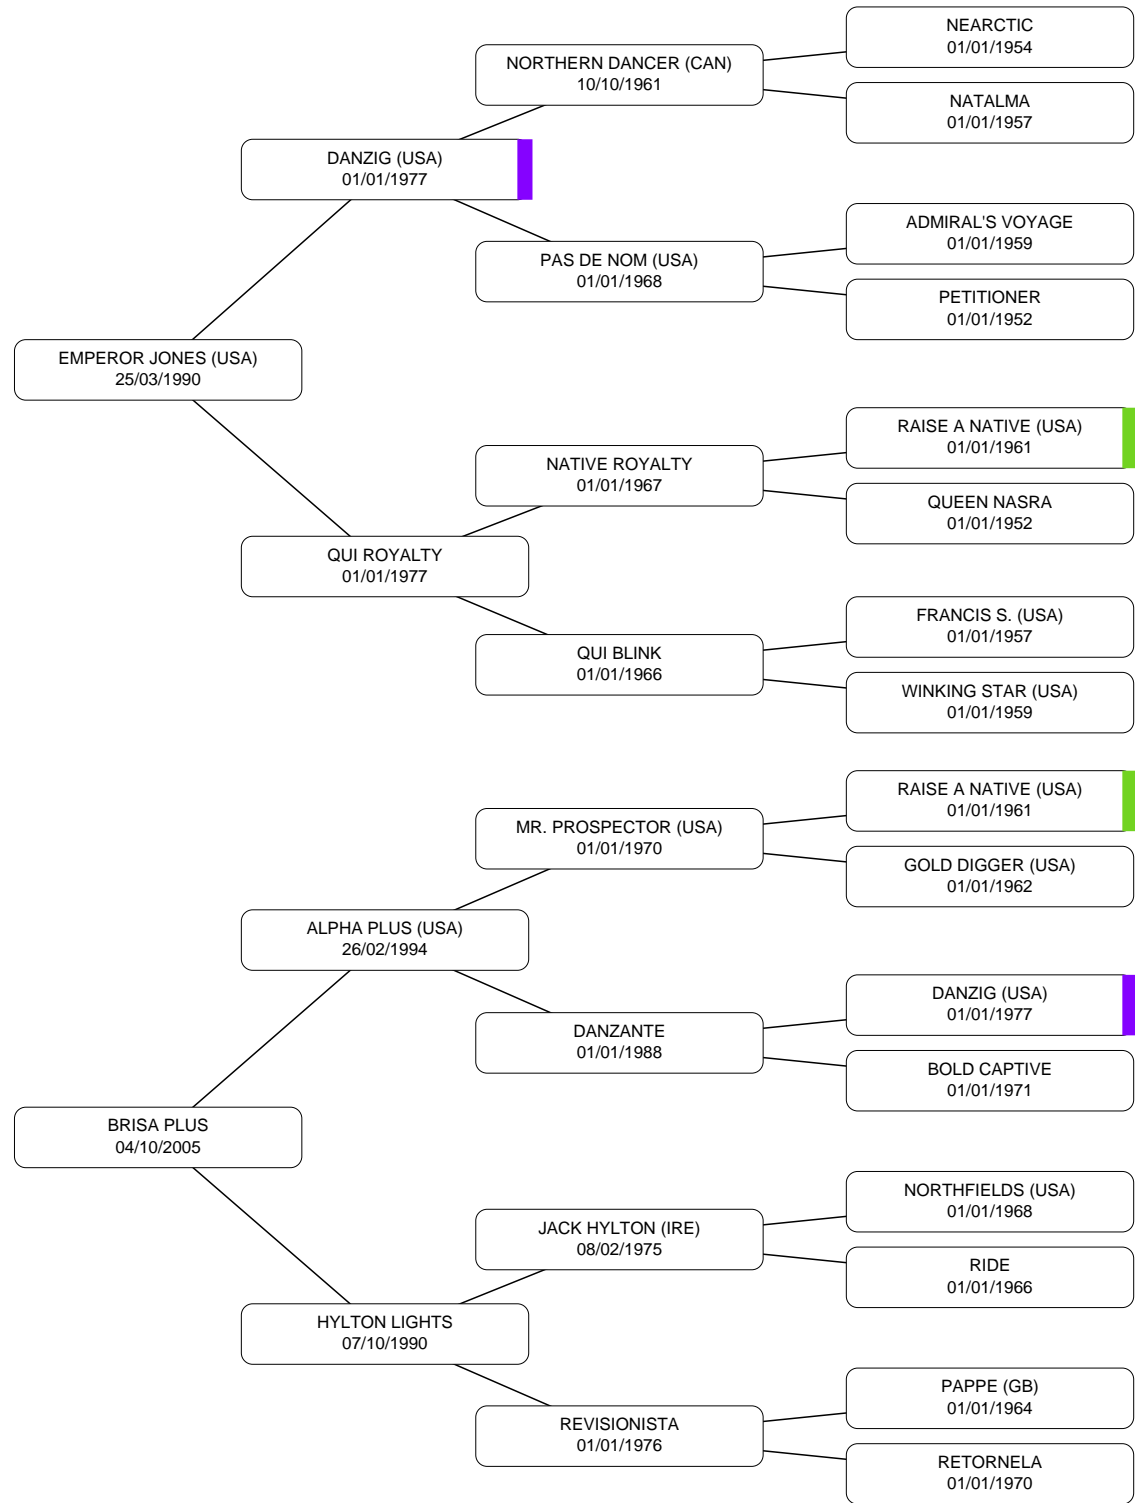 NEARCTIC
01/01/1954
NORTHERN DANCER (CAN)
10/10/1961
NATALMA
01/01/1957
DANZIG (USA)
01/01/1977
ADMIRAL'S VOYAGE
01/01/1959
PAS DE NOM (USA)
01/01/1968
PETITIONER
01/01/1952
EMPEROR JONES (USA)
25/03/1990
RAISE A NATIVE (USA)
01/01/1961
NATIVE ROYALTY
01/01/1967
QUEEN NASRA
01/01/1952
QUI ROYALTY
01/01/1977
FRANCIS S. (USA)
01/01/1957
QUI BLINK
01/01/1966
WINKING STAR (USA)
01/01/1959
RAISE A NATIVE (USA)
01/01/1961
MR. PROSPECTOR (USA)
01/01/1970
GOLD DIGGER (USA)
01/01/1962
ALPHA PLUS (USA)
26/02/1994
DANZIG (USA)
01/01/1977
DANZANTE
01/01/1988
BOLD CAPTIVE
01/01/1971
BRISA PLUS
04/10/2005
NORTHFIELDS (USA)
01/01/1968
JACK HYLTON (IRE)
08/02/1975
RIDE
01/01/1966
HYLTON LIGHTS
07/10/1990
PAPPE (GB)
01/01/1964
REVISIONISTA
01/01/1976
RETORNELA
01/01/1970